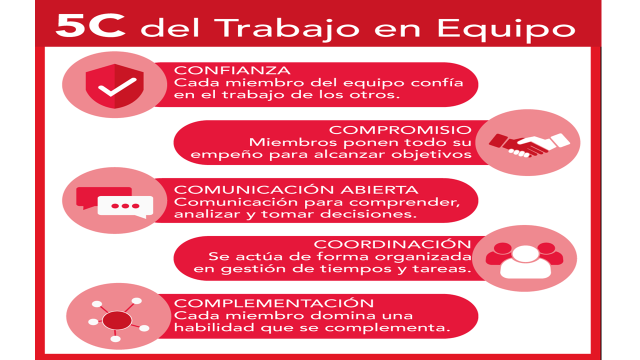 5C del Trabajo en Equipo
CONFIANZA
Cada miembro del equipo confía
en el trabajo de los otros.
COMPROMISIO
Miembros ponen todo su
empeño para alcanzar objetivos
COMUNICACIÓN ABIERTA
Comunicación para comprender,
analizar y tomar decisiones.
COORDINACIÓN
Se actúa de forma organizada
en gestión de tiempos y tareas.
COMPLEMENTACIÓN
Cada miembro domina una
habilidad que se complementa.